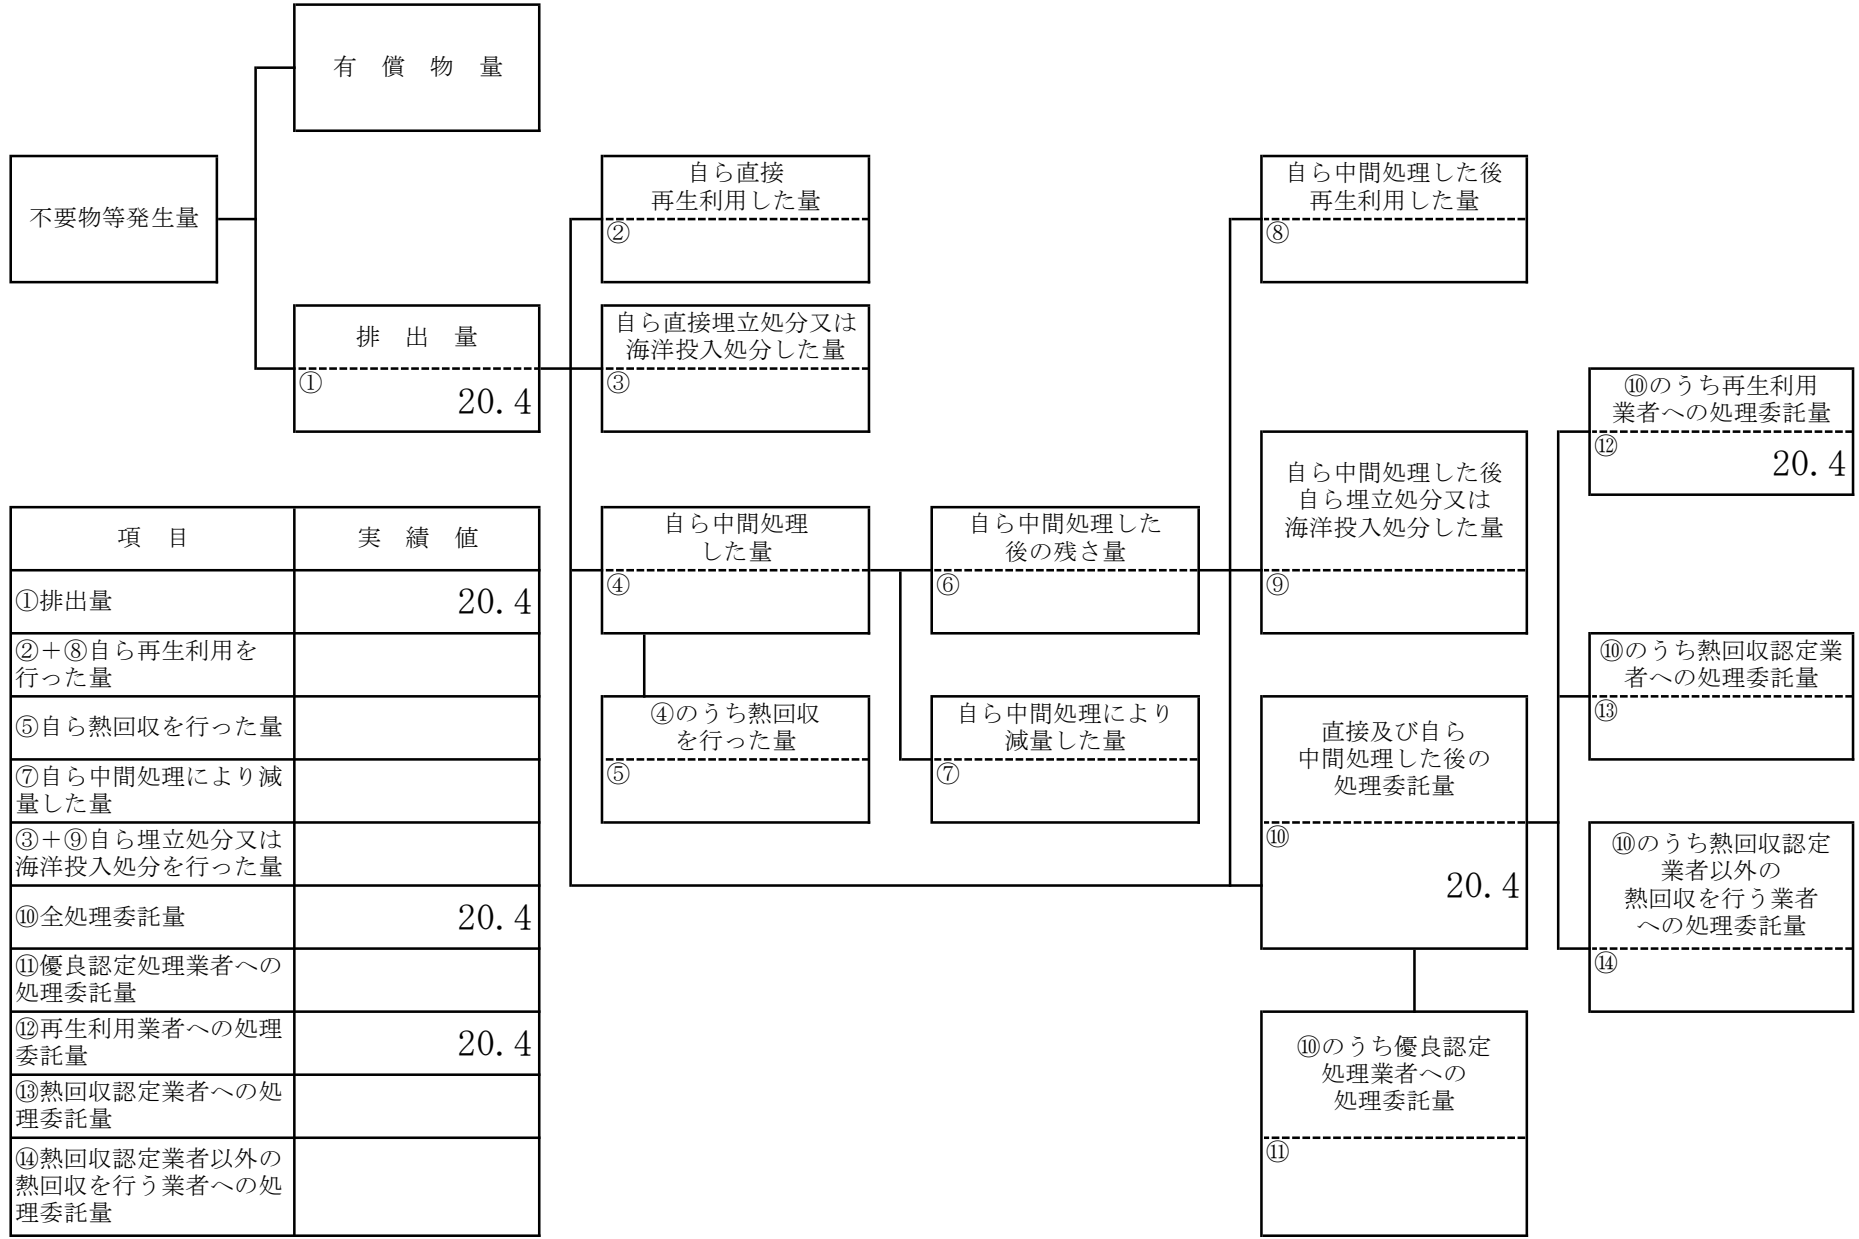 有　償　物　量
不要物等発生量
排　出　量
①
20.4
自ら直接
再生利用した量
②
自ら直接埋立処分又は
海洋投入処分した量
③
自ら中間処理
した量
④
④のうち熱回収
を行った量
⑤
自ら中間処理した
後の残さ量
⑥
自ら中間処理により
減量した量
⑦
自ら中間処理した後
再生利用した量
⑧
自ら中間処理した後
自ら埋立処分又は
海洋投入処分した量
⑨
直接及び自ら
中間処理した後の
処理委託量
⑩
20.4
⑩のうち優良認定
処理業者への
処理委託量
⑪
⑩のうち再生利用
業者への処理委託量
⑫
20.4
⑩のうち熱回収認定業
者への処理委託量
⑬
⑩のうち熱回収認定
業者以外の
熱回収を行う業者
への処理委託量
⑭
項　目
実　績　値
①排出量
20.4
②＋⑧自ら再生利用を
行った量
⑤自ら熱回収を行った量
⑦自ら中間処理により減
量した量
③＋⑨自ら埋立処分又は
海洋投入処分を行った量
⑩全処理委託量
20.4
⑪優良認定処理業者への
処理委託量
⑫再生利用業者への処理
委託量
20.4
⑬熱回収認定業者への処
理委託量
⑭熱回収認定業者以外の
熱回収を行う業者への処
理委託量